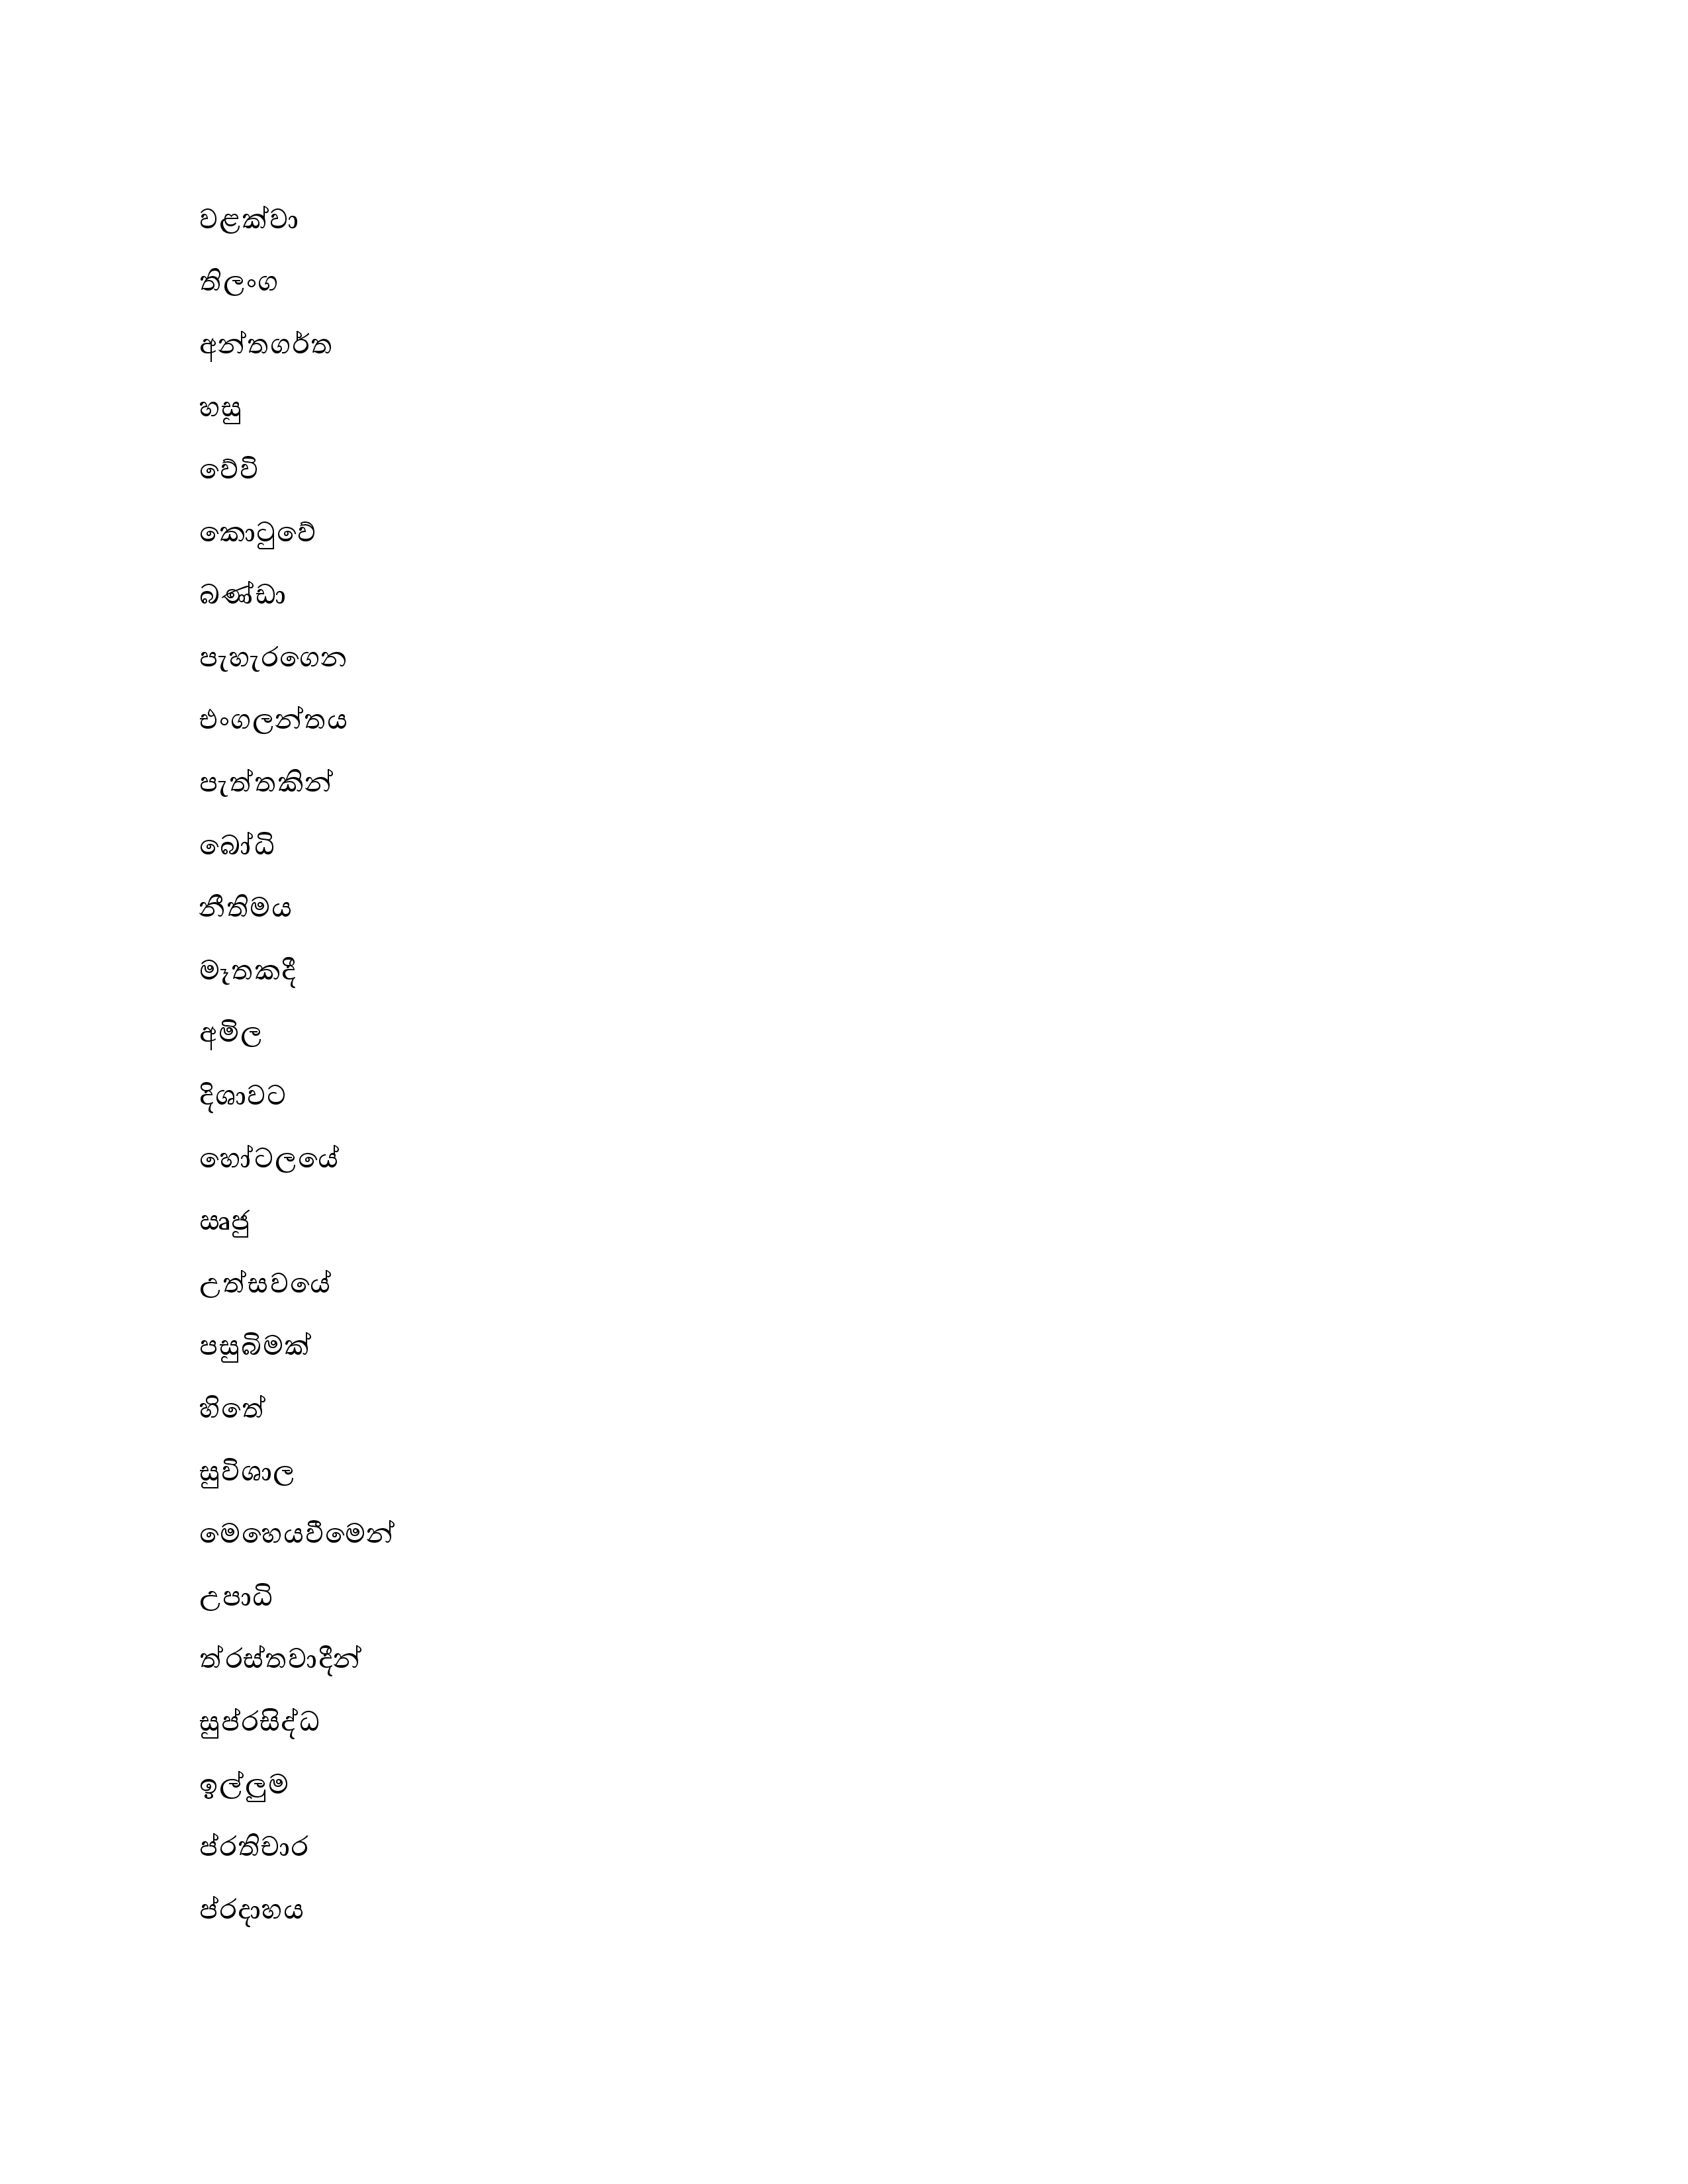 වළක්වා
තිලංග
අන්තගර්ත
හසු
වේවි
කොටුවේ
බණ්ඩා
පැහැරගෙන
එංගලන්තය
පැත්තකින්
බෝධි
නීතිමය
මෑතකදී
අමිල
දිශාවට
හෝටලයේ
ඍජු
උත්සවයේ
පසුබිමක්
හිතේ
සුවිශාල
මෙහෙයවීමෙන්
උපාධි
ත්රස්තවාදීන්
සුප්රසිද්ධ
ඉල්ලුම
ප්රතිචාර
ප්රදාහය